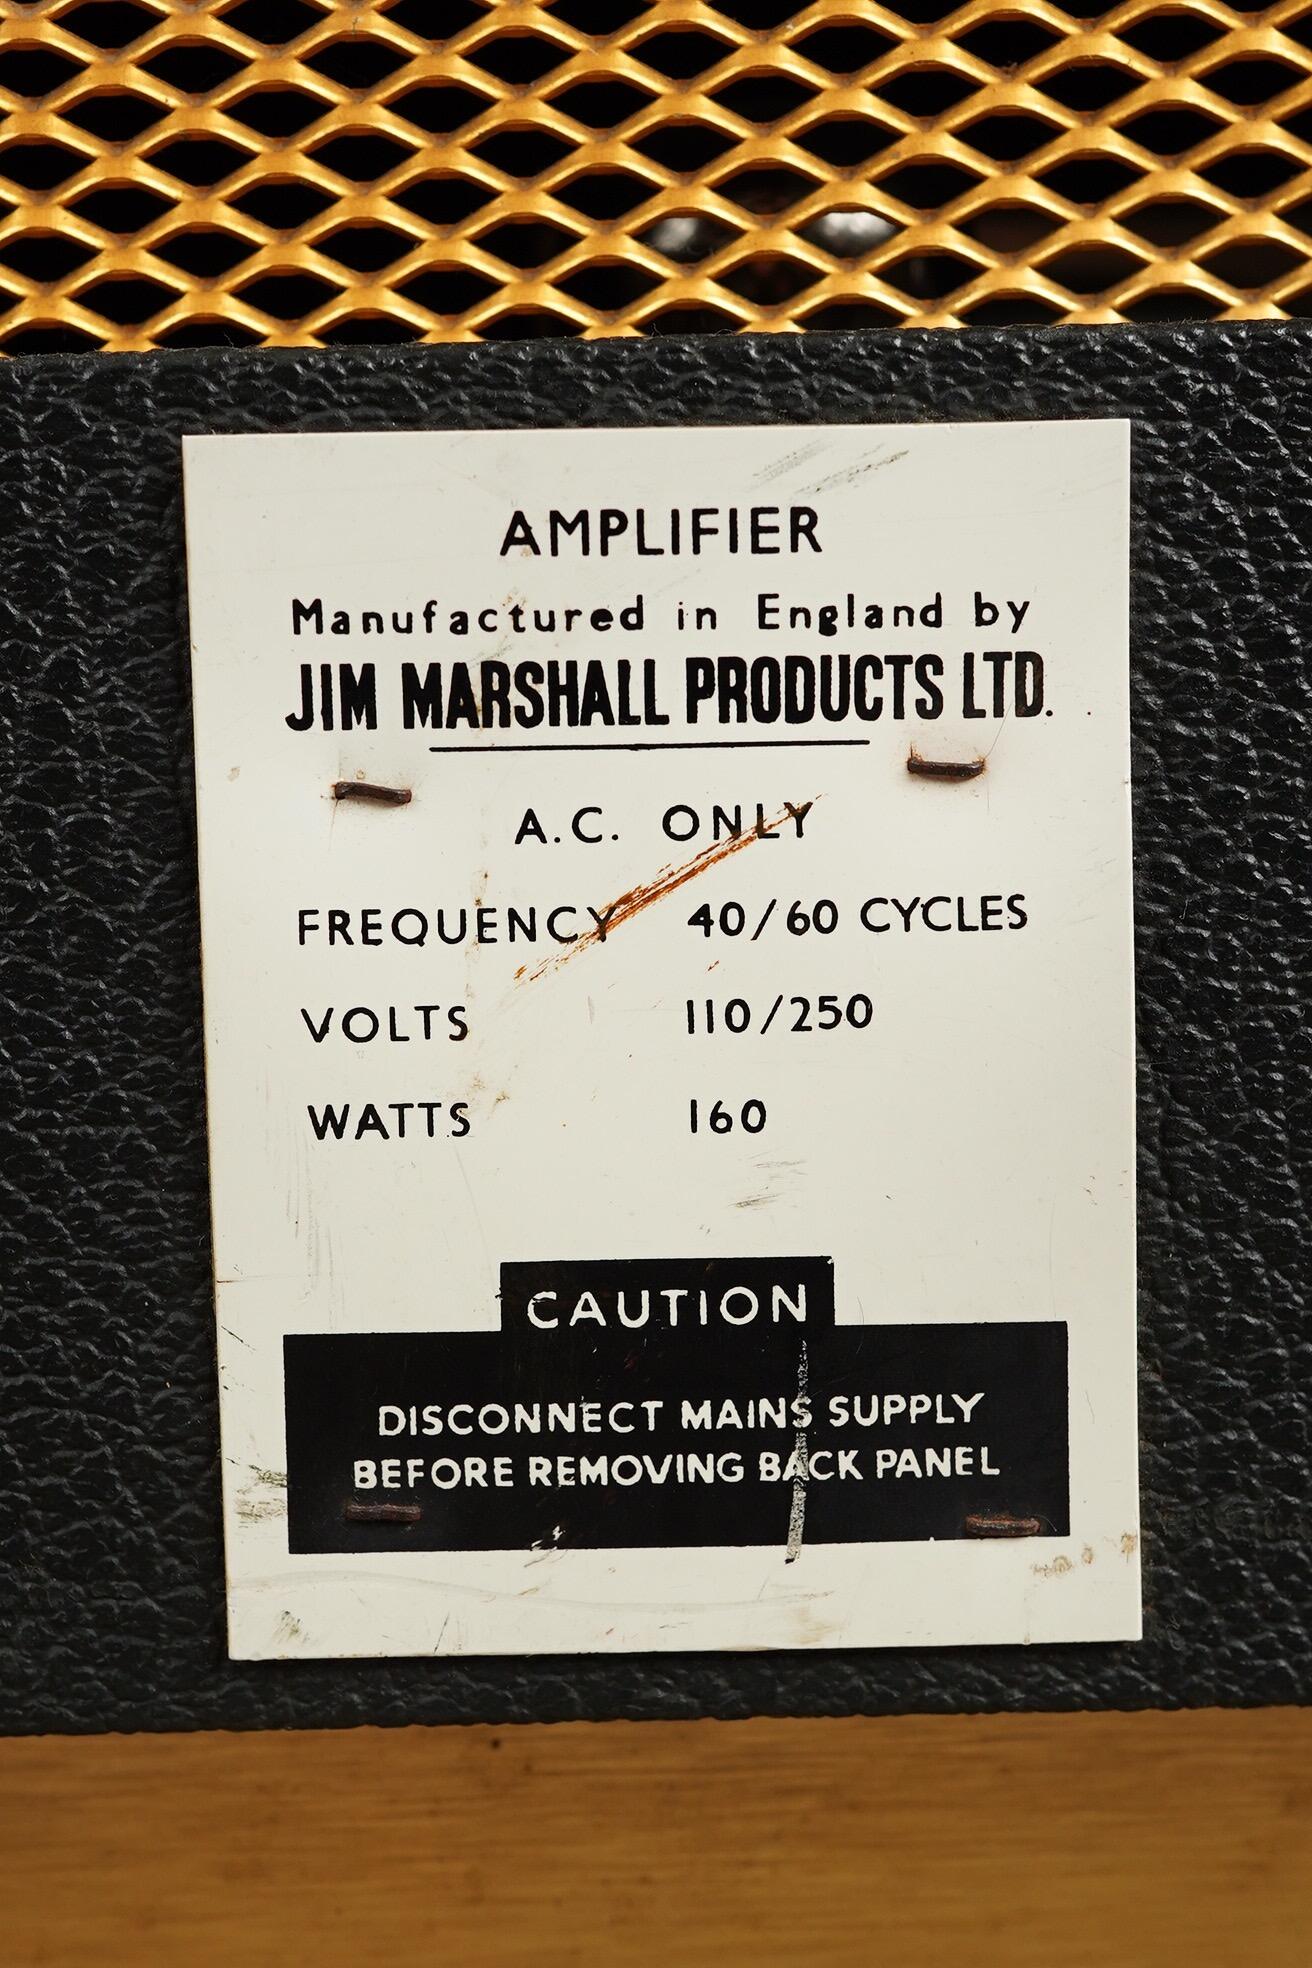 AMPLIFIER
Manufactured in England by
JIM MARSHALL PRODUCTS LTD.
A.C. ONLY
FREQUENCY 40/60 CYCLES
VOLTS 110/250
WATTS 160
CAUTION
DISCONNECT MAINS SUPPLY
BEFORE REMOVING BACK PANEL